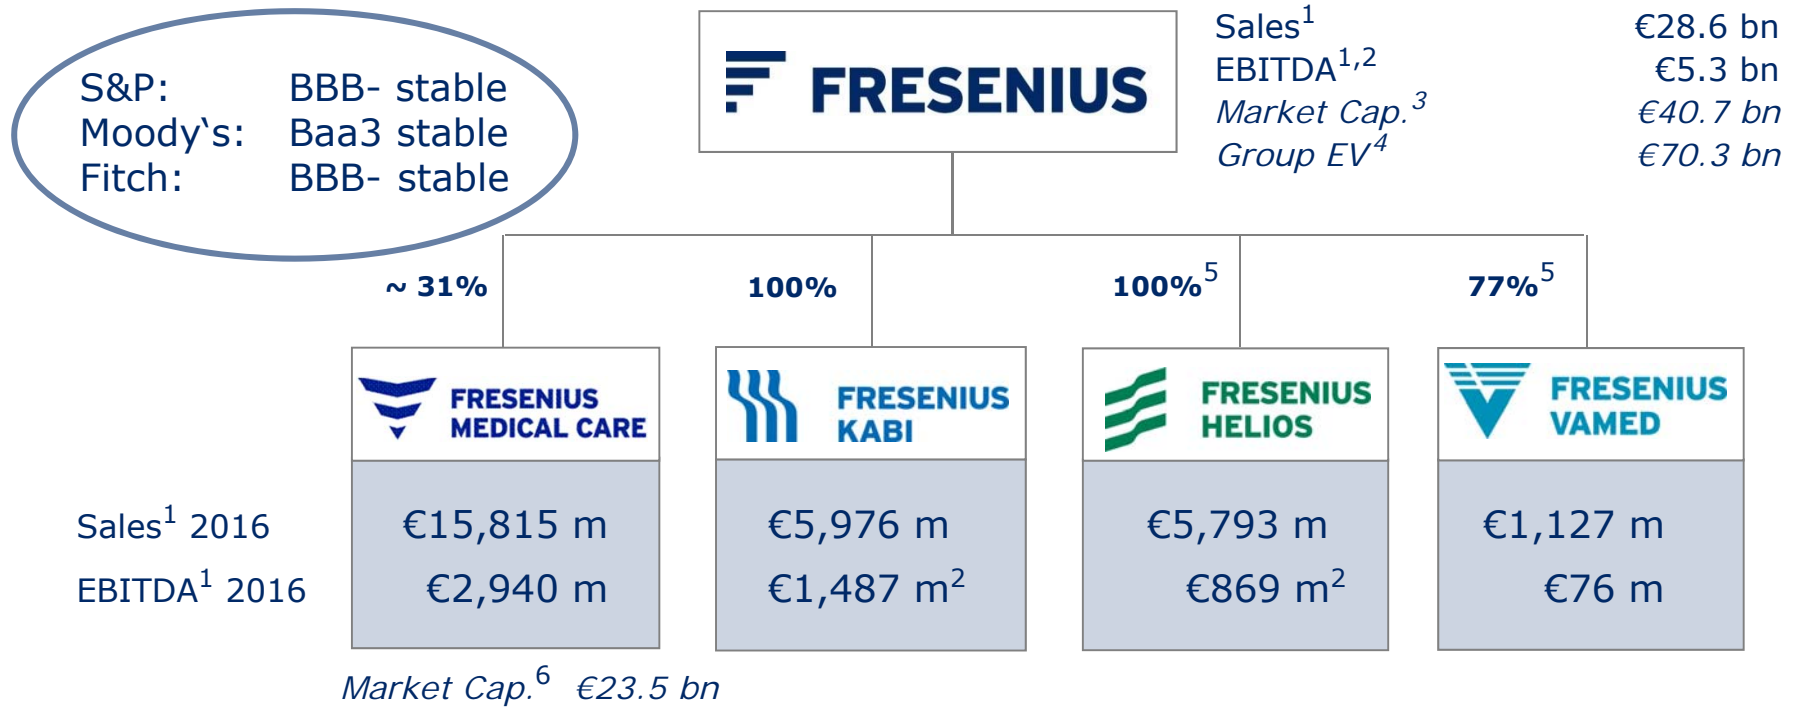 S&P: BBB- stable
Moody‘s: Baa3 stable
Fitch: BBB- stable
FRESENIUS
Sales1 €28.6 bn
EBITDA1,2 €5.3 bn
Market Cap.3 €40.7 bn
Group EV4 €70.3 bn
~ 31% 100% 100%5 77%5
FRESENIUS
MEDICAL CARE
FRESENIUS
KABI
FRESENIUS
HELIOS
FRESENIUS
VAMED
Sales1 2016 €15,815 m €5,976 m €5,793 m €1,127 m
EBITDA1 2016 €2,940 m €1,487 m2 €869 m2 €76 m
Market Cap.6 €23.5 bn